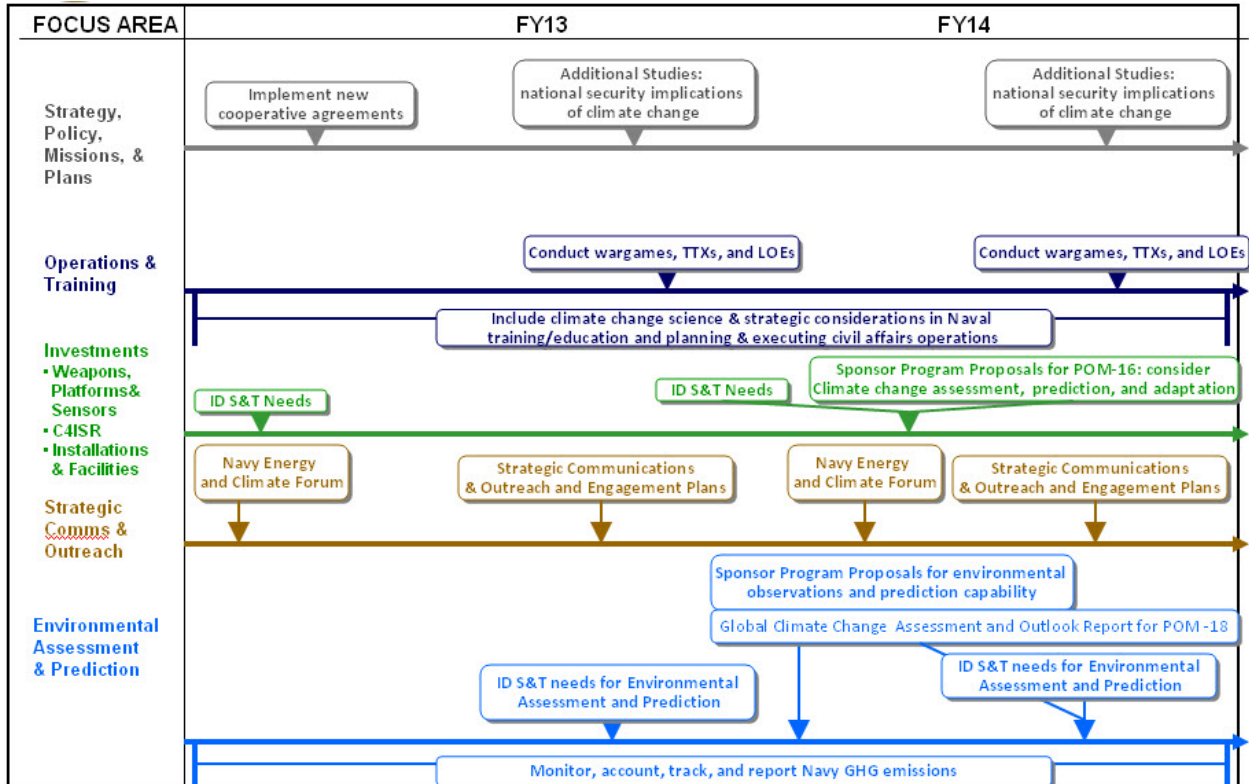 FOCUS AREA
FY13
FY14
Strategy,
Policy,
Missions, &
Plans
Implement new
cooperative agreements
Additional Studies:
national security implications
of climate change
Additional Studies:
national security implications
of climate change
Operations &
Training
Conduct wargames, TTXs, and LOEs
Conduct wargames, TTXs, and LOEs
Include climate change science & strategic considerations in Naval
training/education and planning & executing civil affairs operations
Investments
▪ Weapons,
Platforms&
Sensors
▪ C4ISR
▪ Installations
& Facilities
ID S&T Needs
ID S&T Needs
Sponsor Program Proposals for POM-16: consider
Climate change assessment, prediction, and adaptation
Strategic
Comms &
Outreach
Navy Energy
and Climate Forum
Strategic Communications
& Outreach and Engagement Plans
Navy Energy
and Climate Forum
Strategic Communications
& Outreach and Engagement Plans
Environmental
Assessment
& Prediction
Sponsor Program Proposals for environmental
observations and prediction capability
Global Climate Change Assessment and Outlook Report for POM -18
ID S&T needs for Environmental
Assessment and Prediction
ID S&T needs for Environmental
Assessment and Prediction
Monitor, account, track, and report Navy GHG emissions